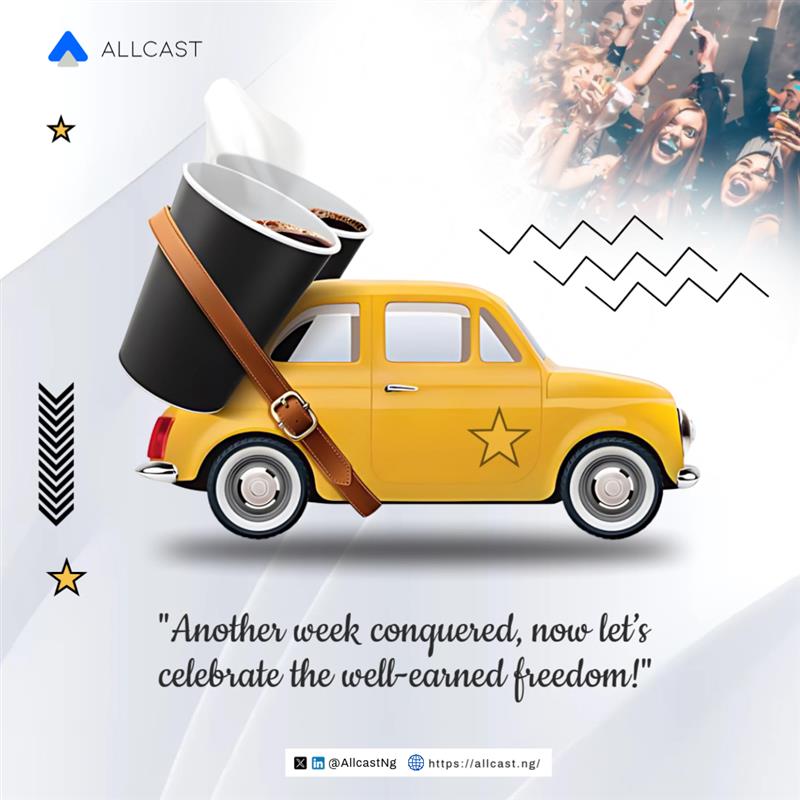 ALLCAST
"Another week conquered, now let's
celebrate the well-earned freedom!"
@AllcastNg https://allcast.ng/